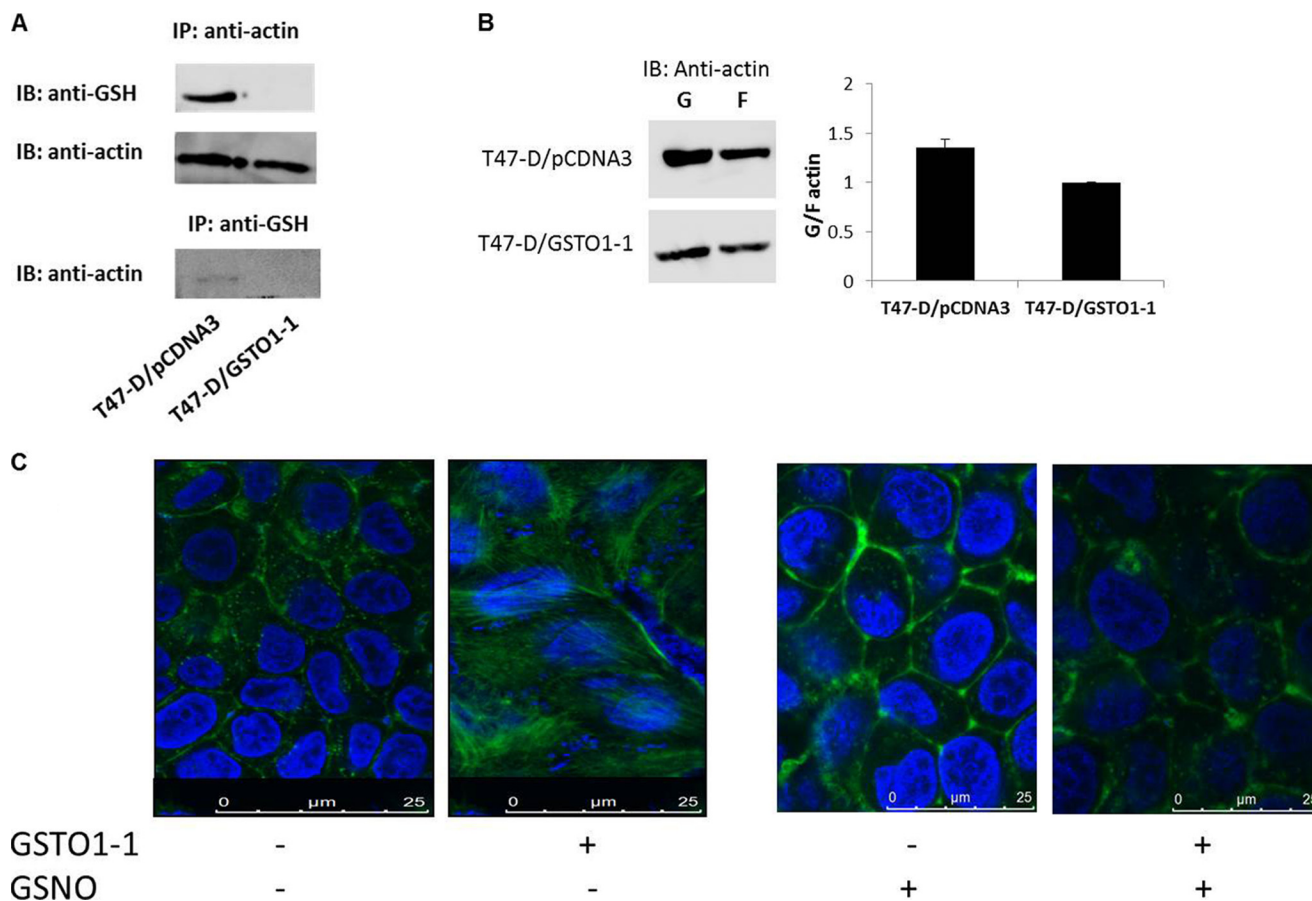 A
IP: anti-actin
IB: anti-GSH
IB: anti-actin
IP: anti-GSH
IB: anti-actin
T47-D/pCDNA3
T47-D/GSTO1-1
B
IB: Anti-actin
G F
T47-D/pCDNA3
T47-D/GSTO1-1
G/F actin
2
1.5
1
0.5
0
T47-D/pCDNA3 T47-D/GSTO1-1
C
0 µm 25
0 µm 25
0 µm 25
0 µm 25
GSTO1-1 - + - +
GSNO - - + +